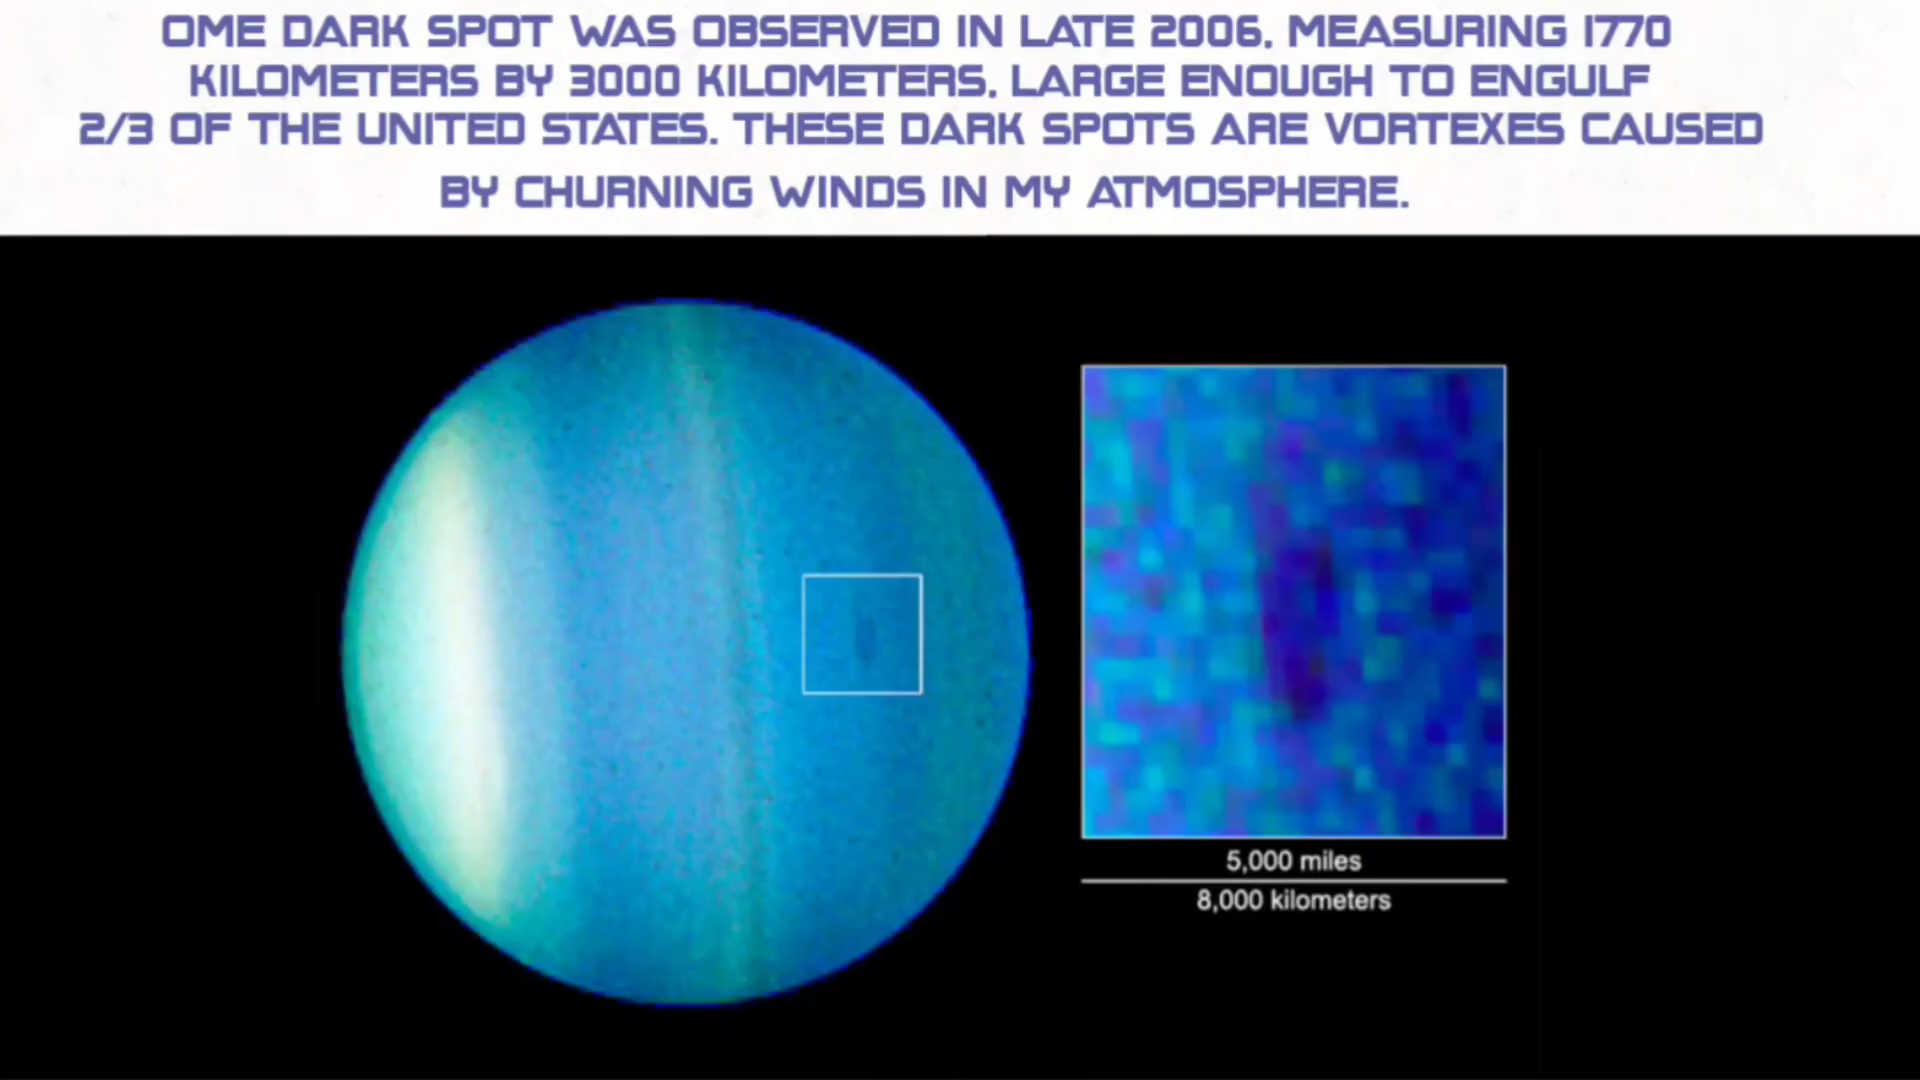 OME DARK SPOT WAS OBSERVED IN LATE 2006, MEASURING 1770
KILOMETERS BY 3000 KILOMETERS, LARGE ENOUGH TO ENGULF
2/3 OF THE UNITED STATES. THESE DARK SPOTS ARE VORTEXES CAUSED
BY CHURNING WINDS IN MY ATMOSPHERE.
5,000 miles
8,000 kilometers